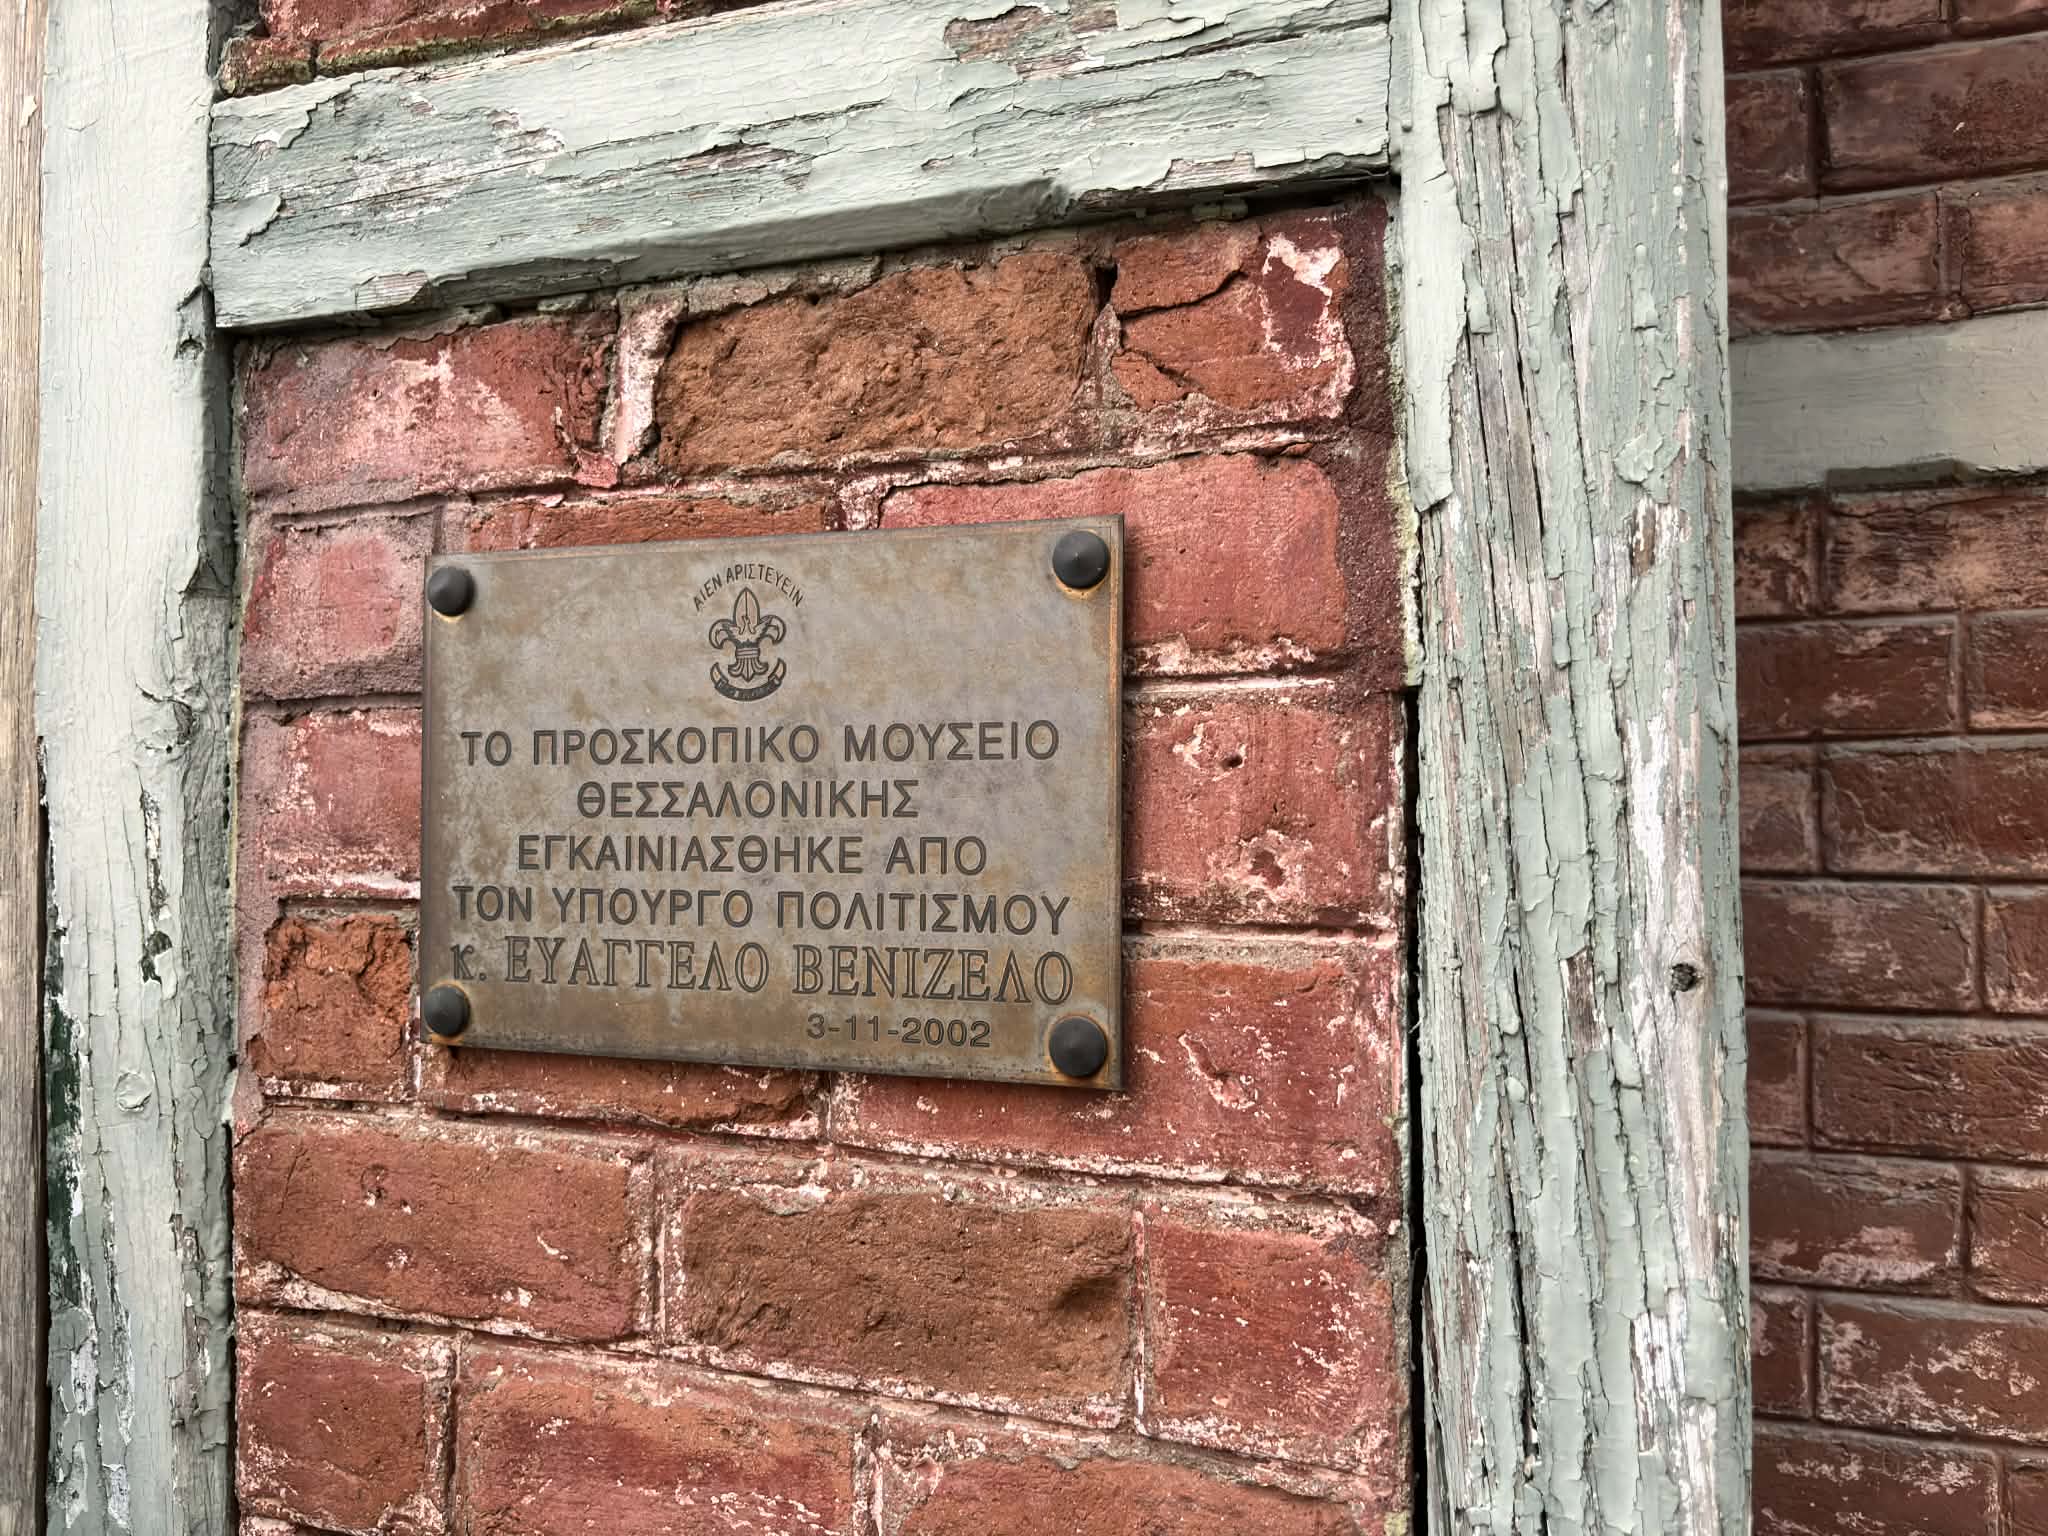 ΑΙΕΝ ΑΡΙΣΤΕΥΕΙΝ
ΤΟ ΠΡΟΣΚΟΠΙΚΟ ΜΟΥΣΕΙΟ
ΘΕΣΣΑΛΟΝΙΚΗΣ
ΕΓΚΑΙΝΙΑΣΘΗΚΕ ΑΠΟ
ΤΟΝ ΥΠΟΥΡΓΟ ΠΟΛΙΤΙΣΜΟΥ
κ. ΕΥΑΓΓΕΛΟ ΒΕΝΙΖΕΛΟ
3-11-2002